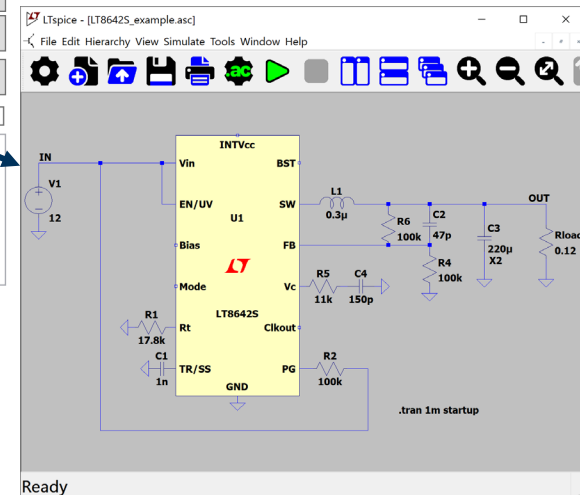 LTspice - [LT8642S_example.asc]
File Edit Hierarchy View Simulate Tools Window Help
.ac
IN
V1
12
INTVcc
Vin
BST
EN/UV
SW
U1
Bias
FB
Mode
Vc
LT8642S
Rt
Clkout
TR/SS
PG
GND
L1
0.3µ
R6
100k
C2
47p
C3
220µ
X2
OUT
Rload
0.12
R4
100k
R5
11k
C4
150p
R1
17.8k
C1
1n
R2
100k
.tran 1m startup
Ready